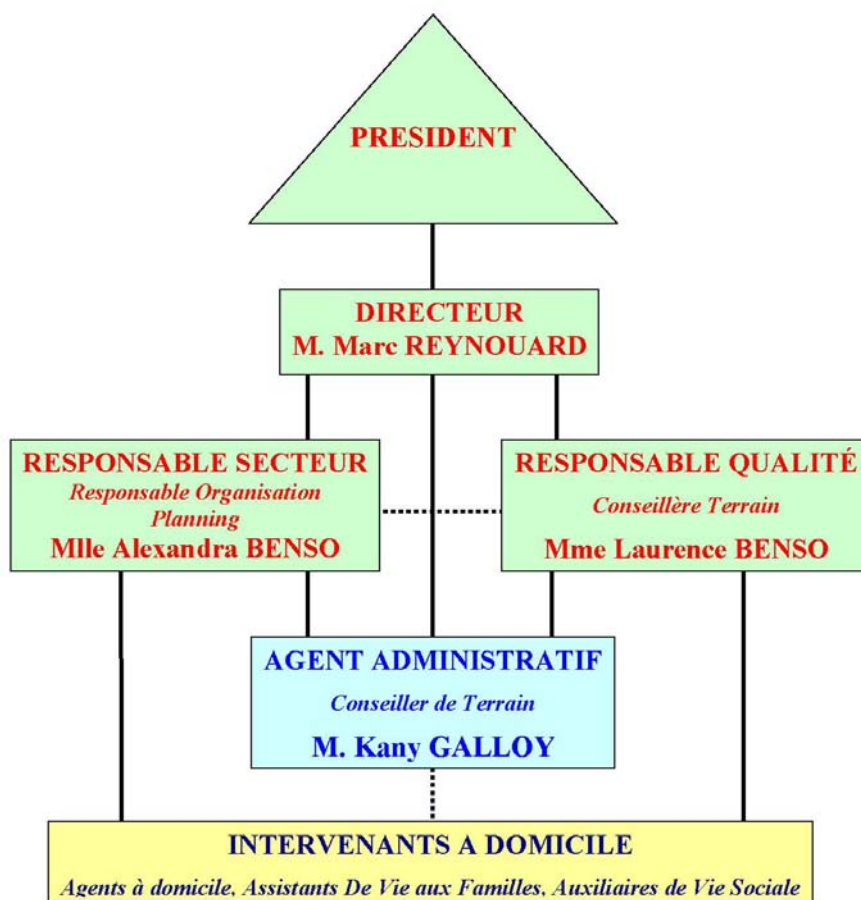 PRESIDENT
DIRECTEUR
M. Marc REYNOUARD
RESPONSABLE SECTEUR
Responsable Organisation
Planning
Mlle Alexandra BENSO
RESPONSABLE QUALITÉ
Conseillère Terrain
Mme Laurence BENSO
AGENT ADMINISTRATIF
Conseiller de Terrain
M. Kany GALLOY
INTERVENANTS A DOMICILE
Agents à domicile, Assistants De Vie aux Familles, Auxiliaires de Vie Sociale